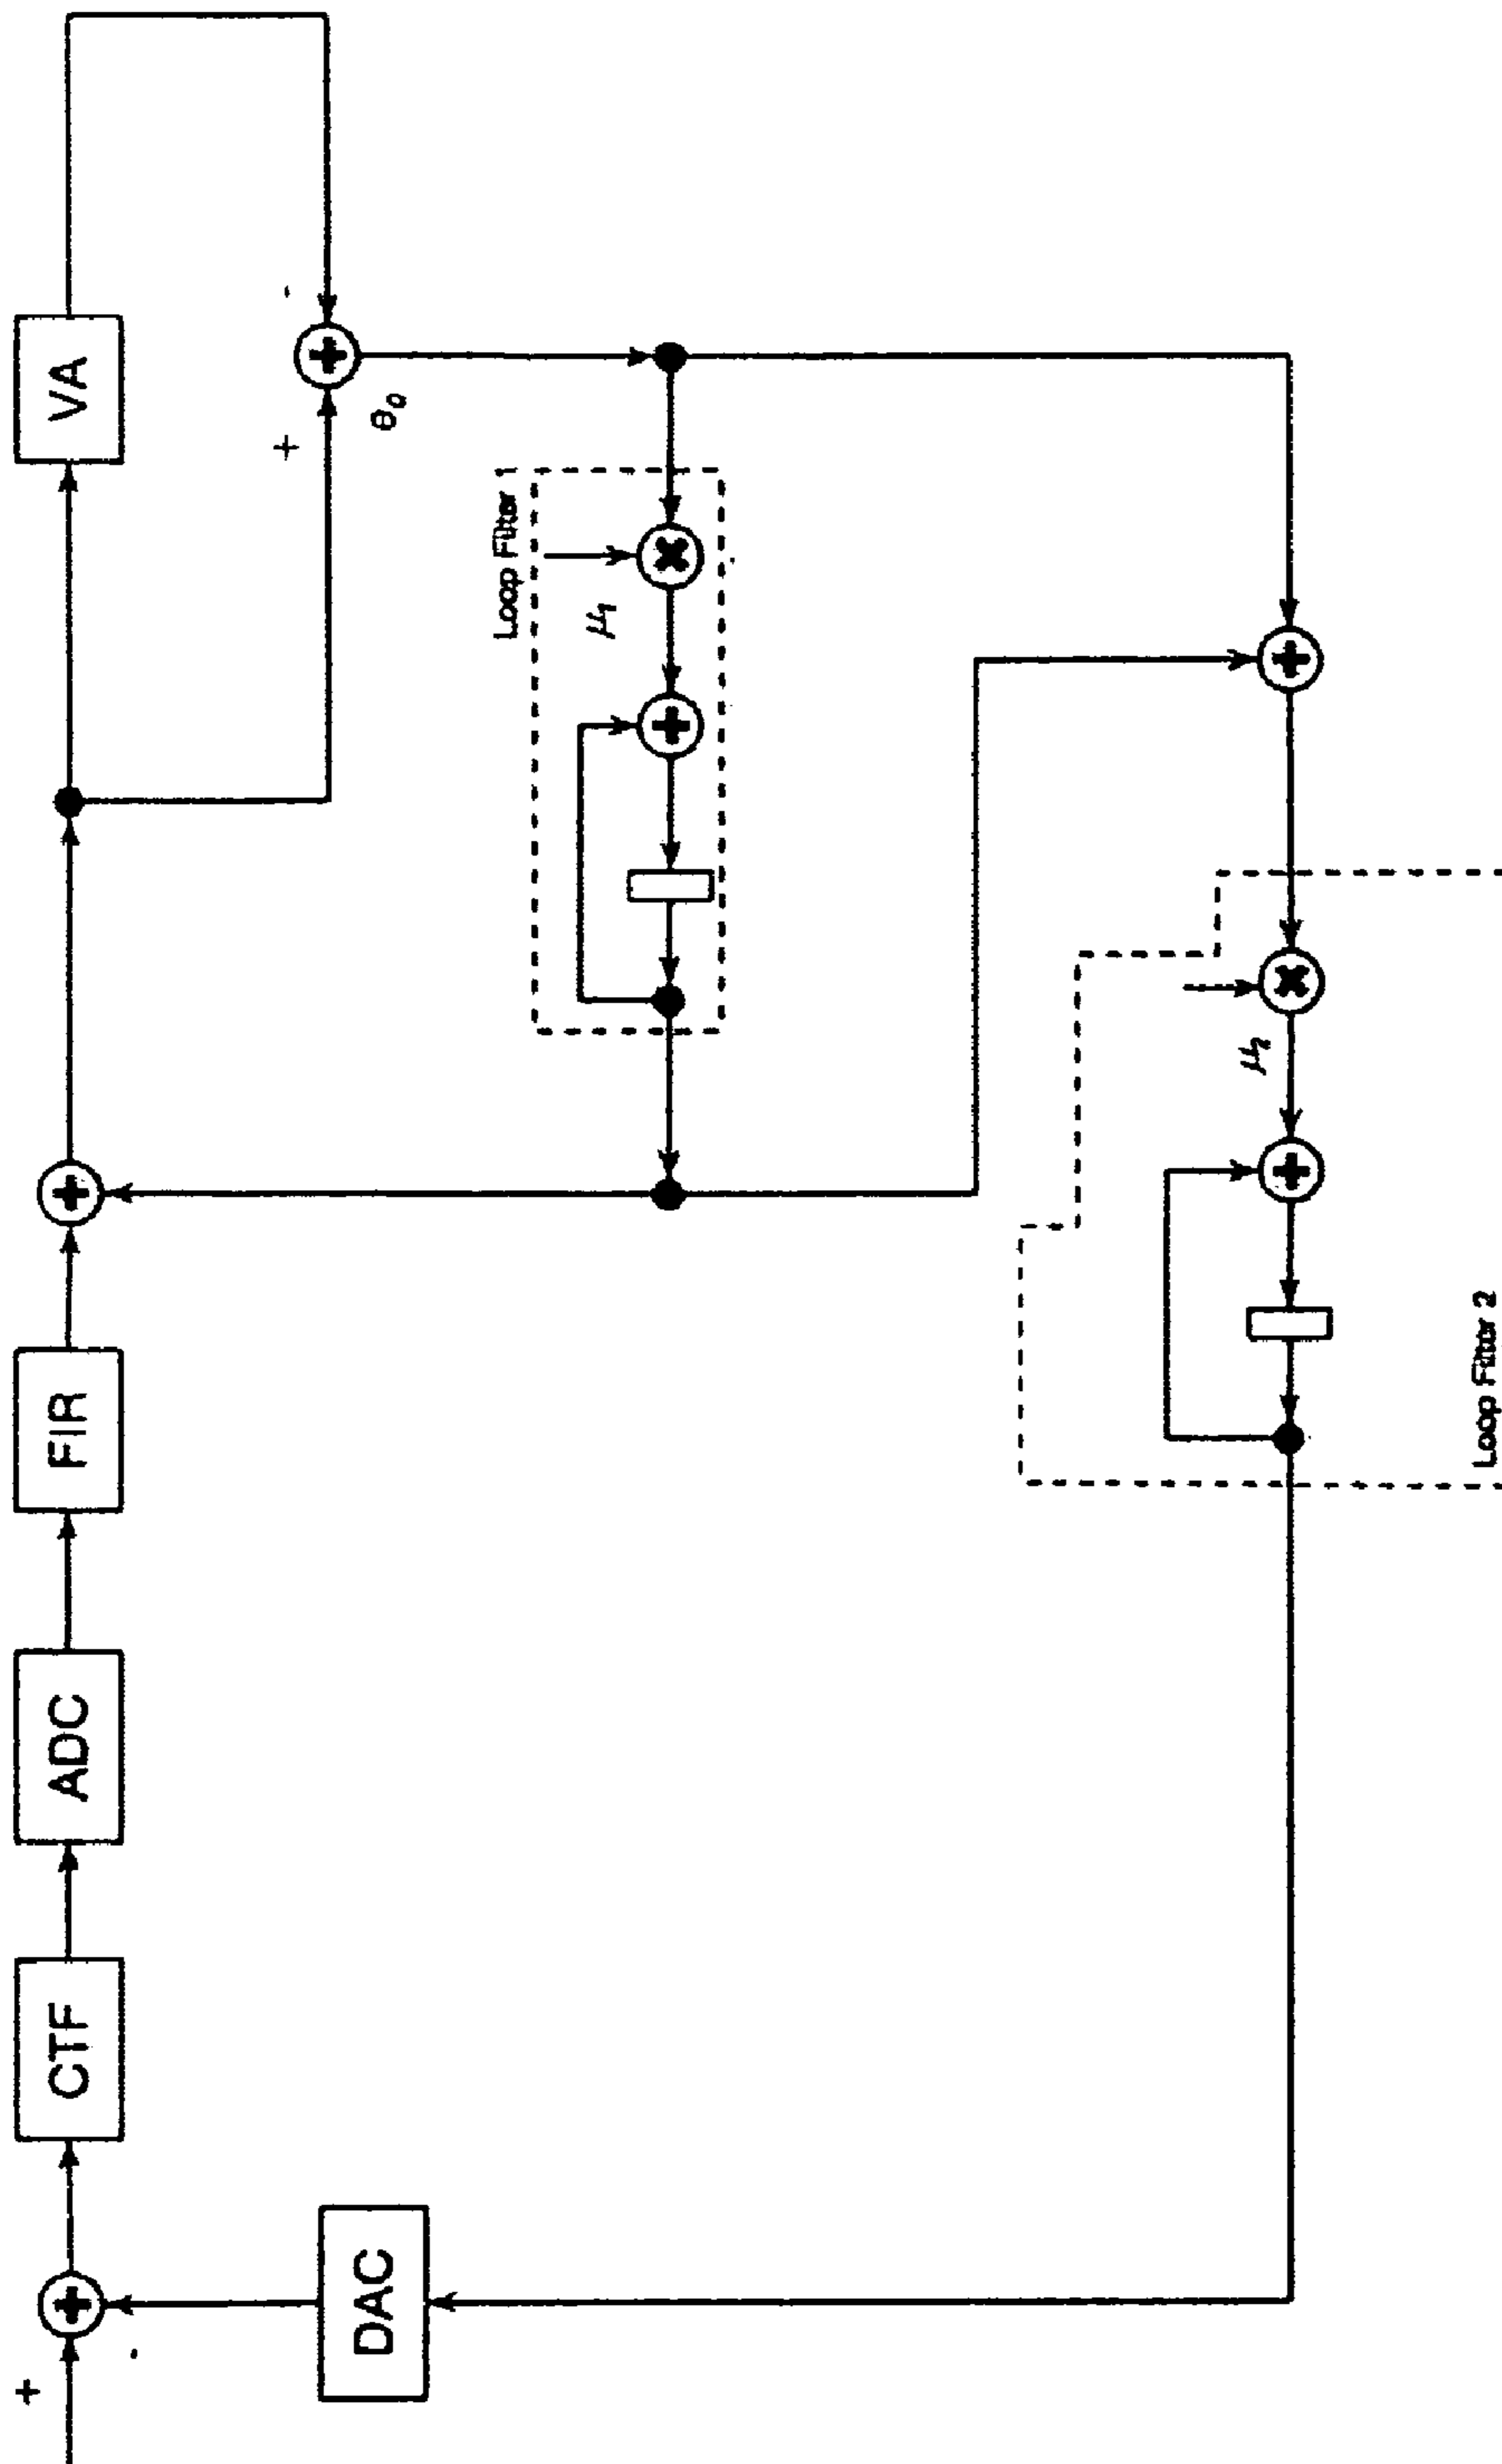 +
-
CTF
ADC
FIR
VA
+
-
e₀
Loop Filter 1
μ₁
DAC
μ₂
Loop Filter 2